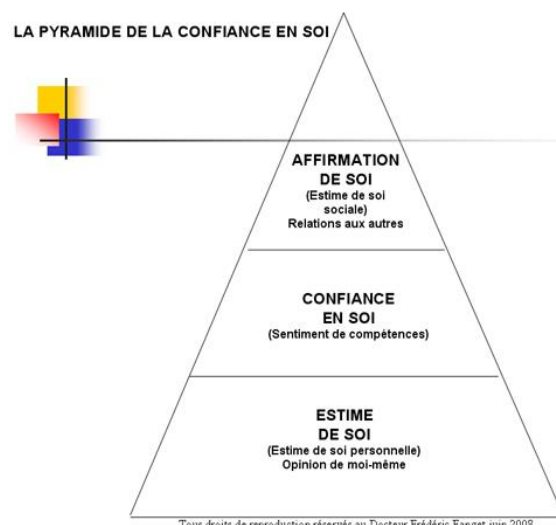 LA PYRAMIDE DE LA CONFIANCE EN SOI
AFFIRMATION
DE SOI
(Estime de soi
sociale)
Relations aux autres
CONFIANCE
EN SOI
(Sentiment de compétences)
ESTIME
DE SOI
(Estime de soi personnelle)
Opinion de moi-même
Tous droits de reproduction réservés au Docteur Frédéric Fanget juin 2008